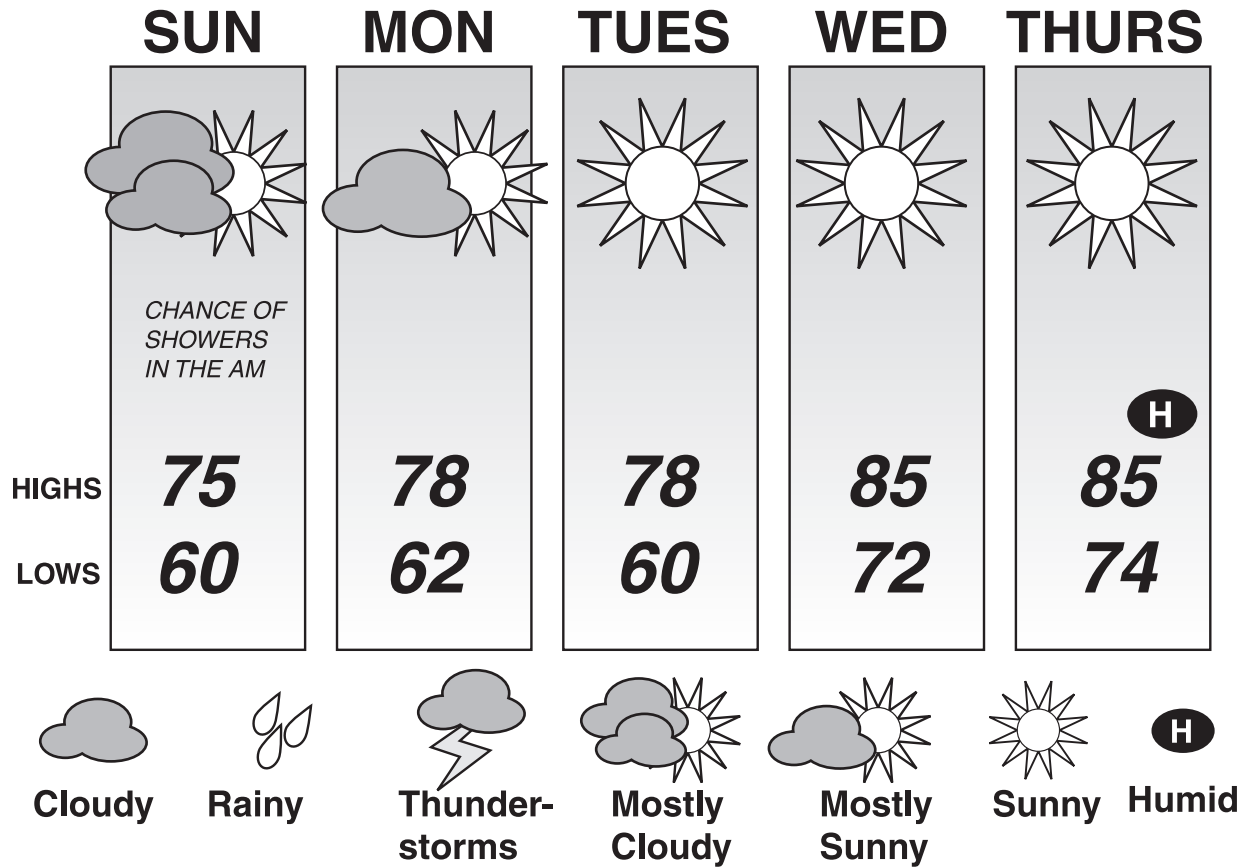 SUN MON TUES WED THURS
CHANCE OF
SHOWERS
IN THE AM
H
HIGHS 75 78 78 85 85
LOWS 60 62 60 72 74
H
Cloudy Rainy Thunder- Mostly Mostly Sunny Humid
storms Cloudy Sunny